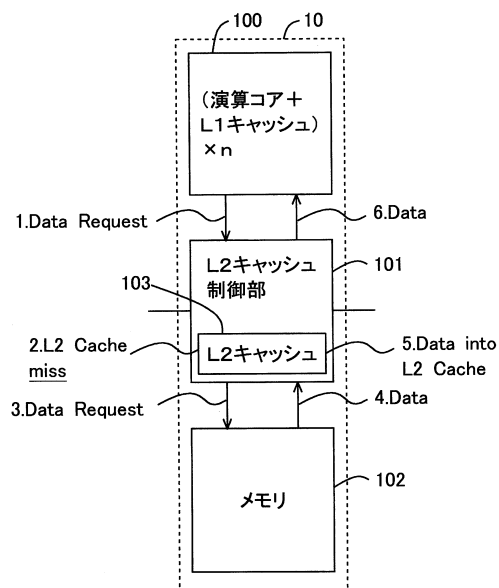 100
10
(演算コア＋
L1キャッシュ)
×n
1.Data Request
6.Data
L2キャッシュ
制御部
101
103
2.L2 Cache
miss
L2キャッシュ
5.Data into
L2 Cache
3.Data Request
4.Data
メモリ
102